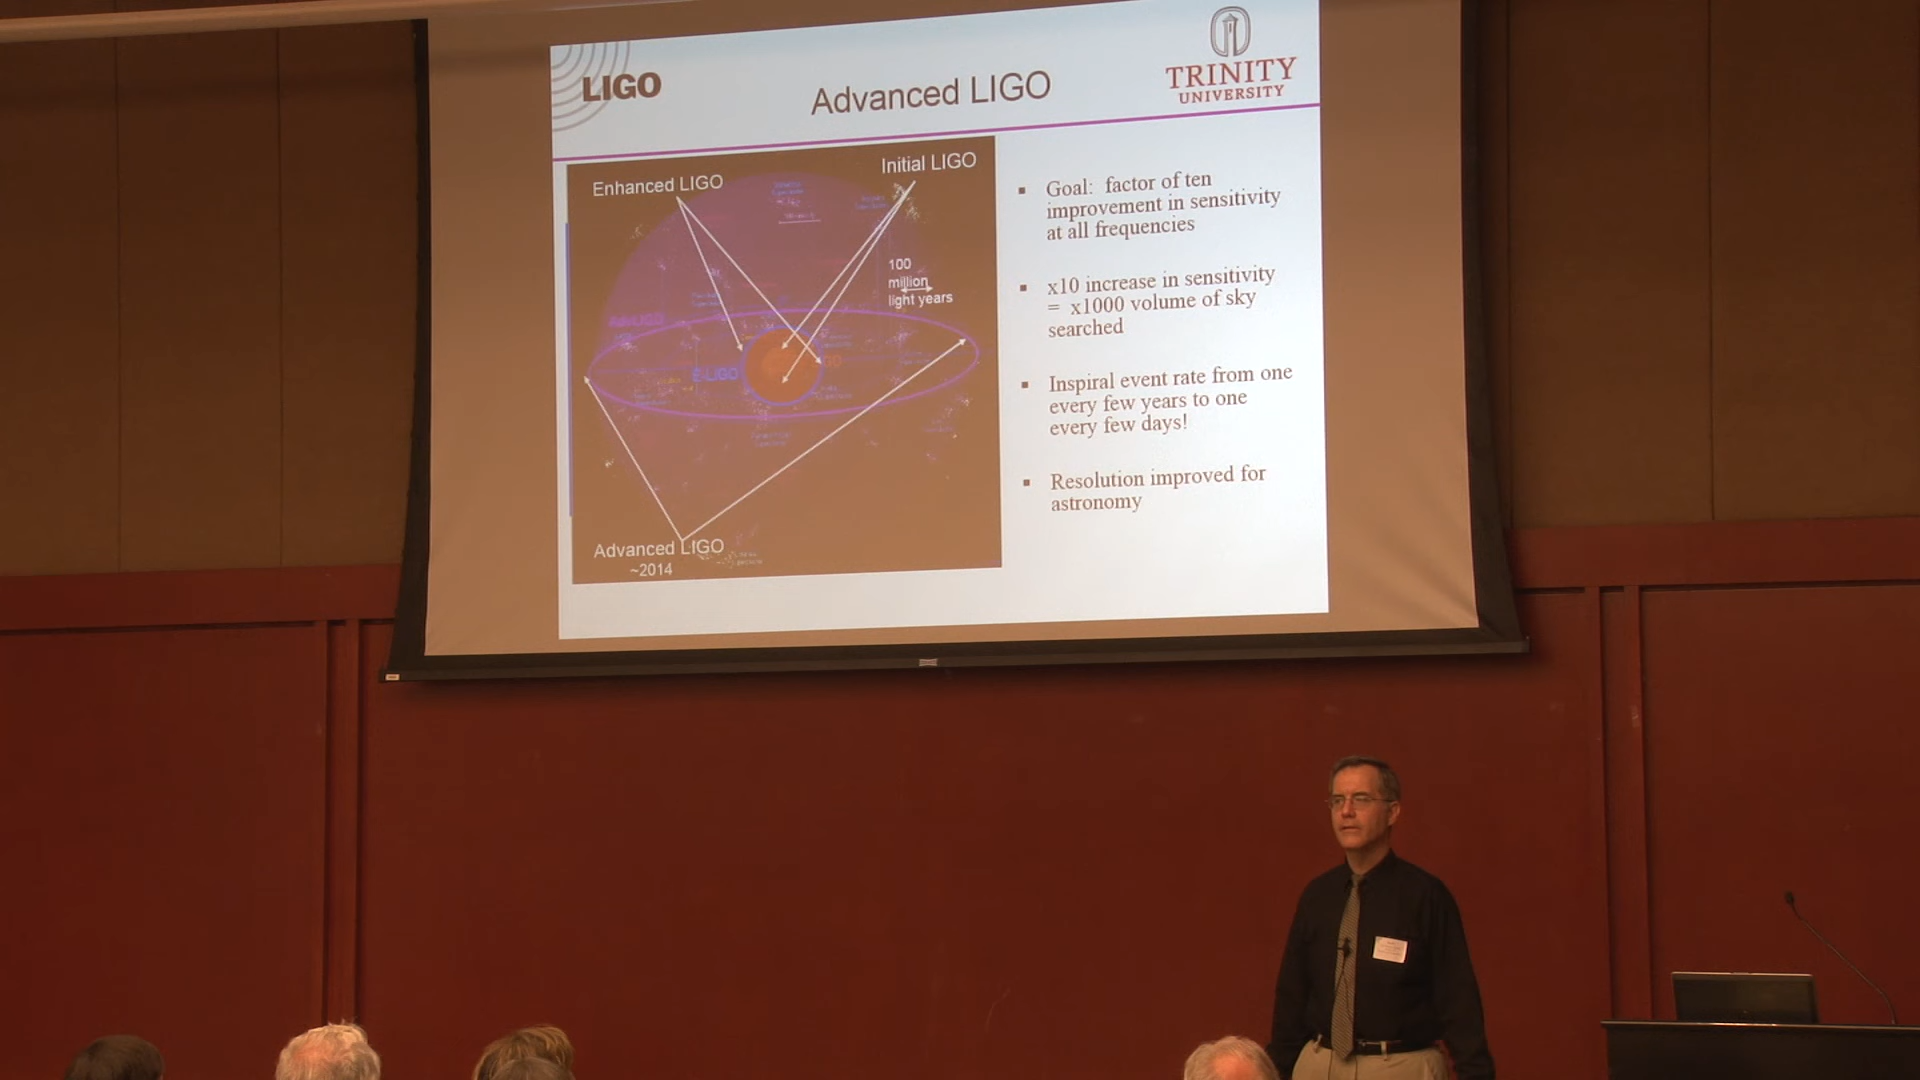 LIGO
Advanced LIGO
TRINITY
UNIVERSITY
Enhanced LIGO
Initial LIGO
100
million
light years
AdvLIGO
E-LIGO
Advanced LIGO
~2014
▪ Goal: factor of ten
improvement in sensitivity
at all frequencies
▪ x10 increase in sensitivity
= x1000 volume of sky
searched
▪ Inspiral event rate from one
every few years to one
every few days!
▪ Resolution improved for
astronomy